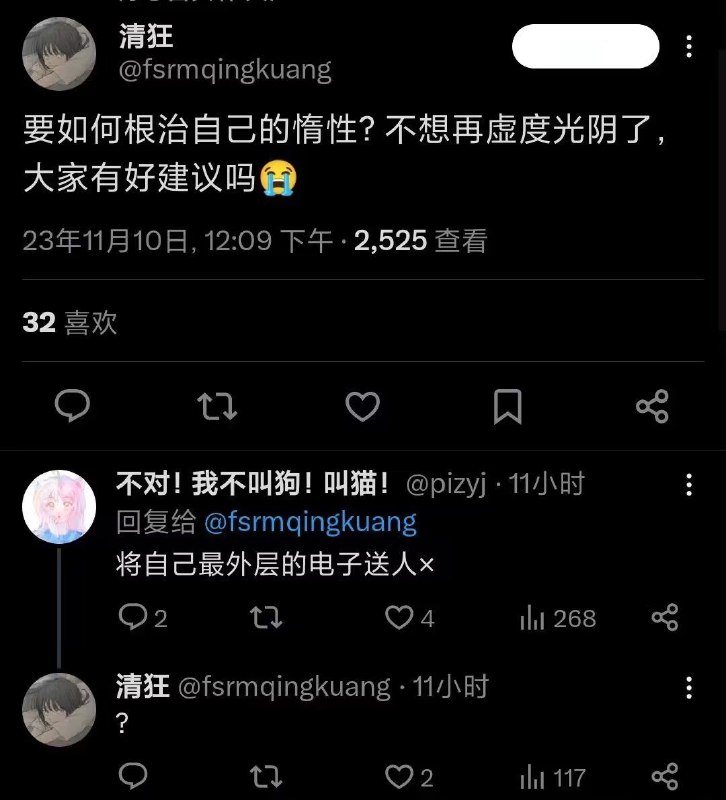 清狂
@fsrmqingkuang
要如何根治自己的惰性？不想再虚度光阴了，
大家有好建议吗😭
23年11月10日, 12:09 下午 · 2,525 查看
32 喜欢
不对！我不叫狗！叫猫！ @pizyj · 11小时
回复给 @fsrmqingkuang
将自己最外层的电子送人×
2 4 268
清狂 @fsrmqingkuang · 11小时
?
2 117